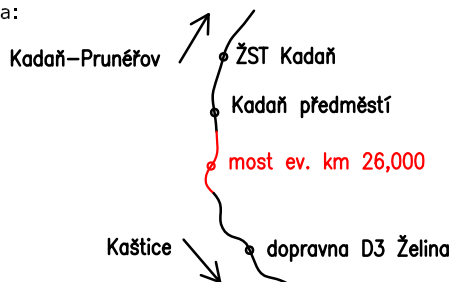 a:
Kadaň-Prunéřov
ŽST Kadaň
Kadaň předměstí
most ev. km 26,000
Kaštice
dopravna D3 Želina